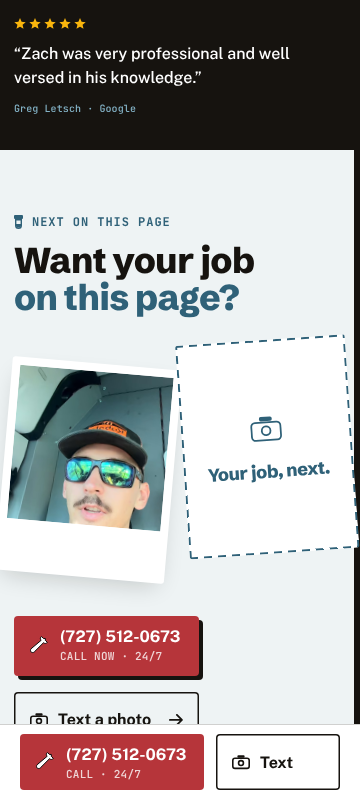 “Zach was very professional and well
versed in his knowledge.”
Greg Letsch · Google
NEXT ON THIS PAGE
Want your job
on this page?
Your job, next.
(727) 512-0673
CALL NOW · 24/7
Text a photo →
(727) 512-0673
CALL · 24/7
Text